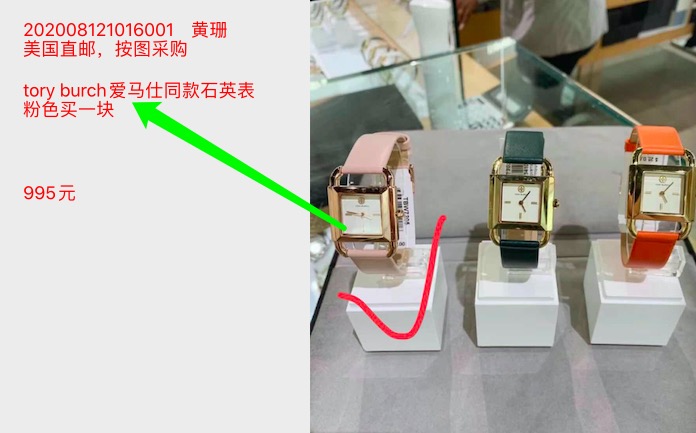 202008121016001 黄珊
美国直邮，按图采购
tory burch爱马仕同款石英表
粉色买一块
995元